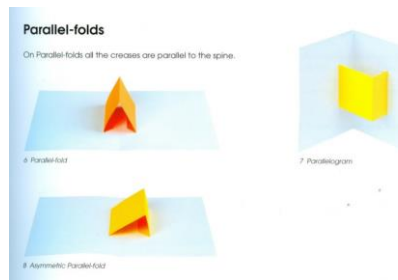 Parallel-folds
On Parallel-folds all the creases are parallel to the spine.
6 Parallel-fold
7 Parallelogram
8 Asymmetric Parallel-fold